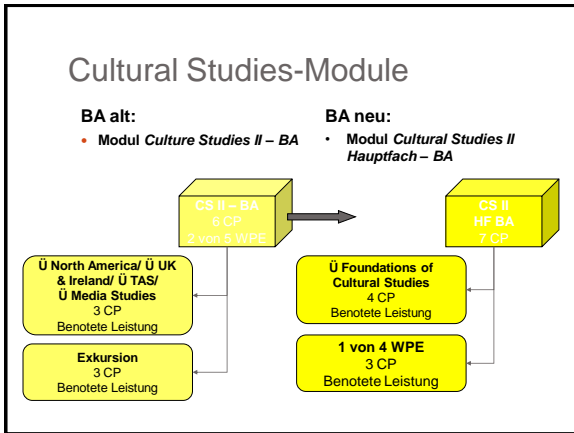 Cultural Studies-Module
BA alt:
• Modul Culture Studies II – BA
BA neu:
• Modul Cultural Studies II
Hauptfach – BA
CS II – BA
6 CP
2 von 5 WPE
CS II
HF BA
7 CP
Ü North America/ Ü UK
& Ireland/ Ü TAS/
Ü Media Studies
3 CP
Benotete Leistung
Exkursion
3 CP
Benotete Leistung
Ü Foundations of
Cultural Studies
4 CP
Benotete Leistung
1 von 4 WPE
3 CP
Benotete Leistung